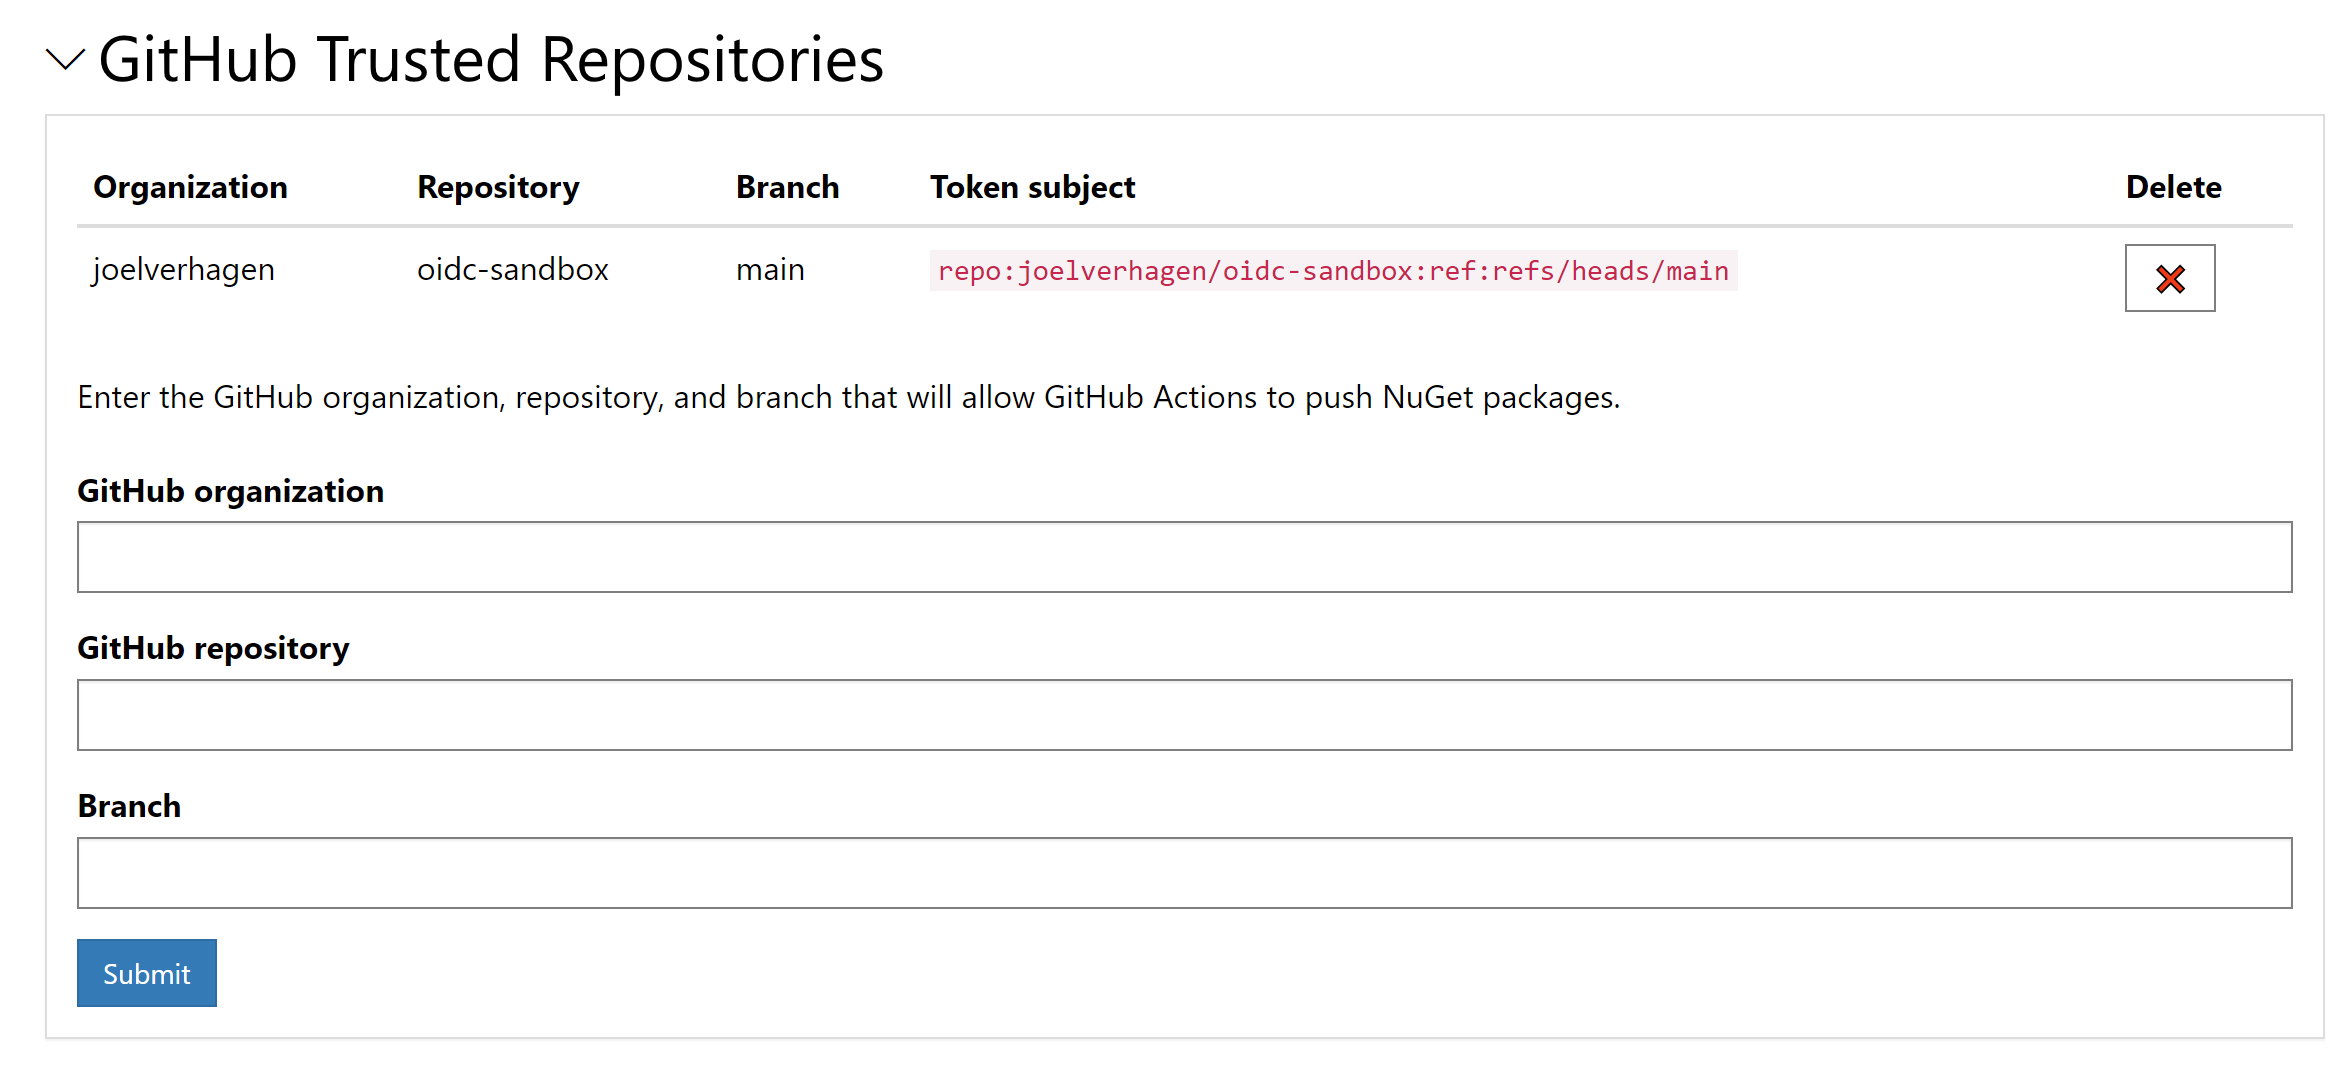 GitHub Trusted Repositories
Organization Repository Branch Token subject Delete
joelverhagen oidc-sandbox main repo:joelverhagen/oidc-sandbox:ref:refs/heads/main
Enter the GitHub organization, repository, and branch that will allow GitHub Actions to push NuGet packages.
GitHub organization
GitHub repository
Branch
Submit